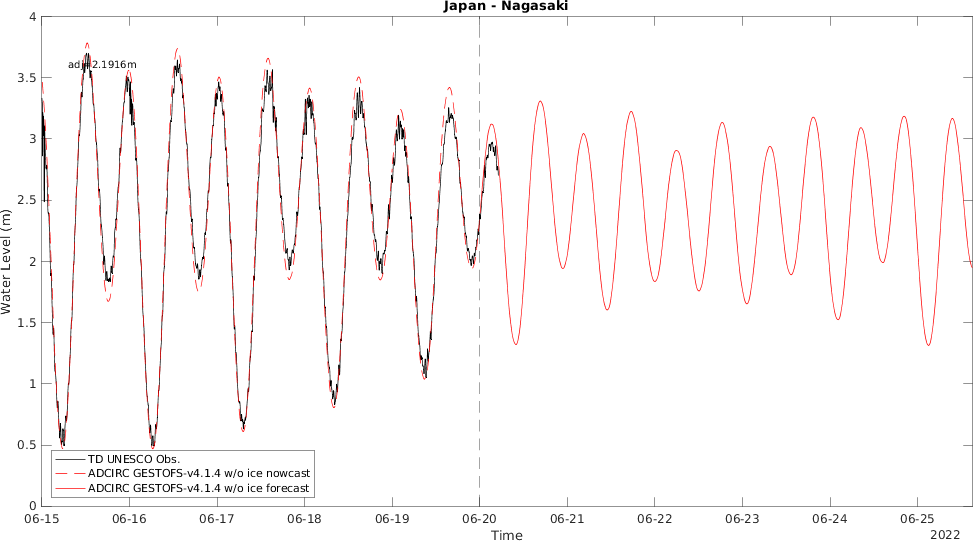 Japan - Nagasaki
4
adj=2.1916m
3.5
3
2.5
2
1.5
1
0.5
0
Water Level (m)
TD UNESCO Obs.
ADCIRC GESTOFS-v4.1.4 w/o ice nowcast
ADCIRC GESTOFS-v4.1.4 w/o ice forecast
06-15 06-16 06-17 06-18 06-19 06-20 06-21 06-22 06-23 06-24 06-25
Time
2022